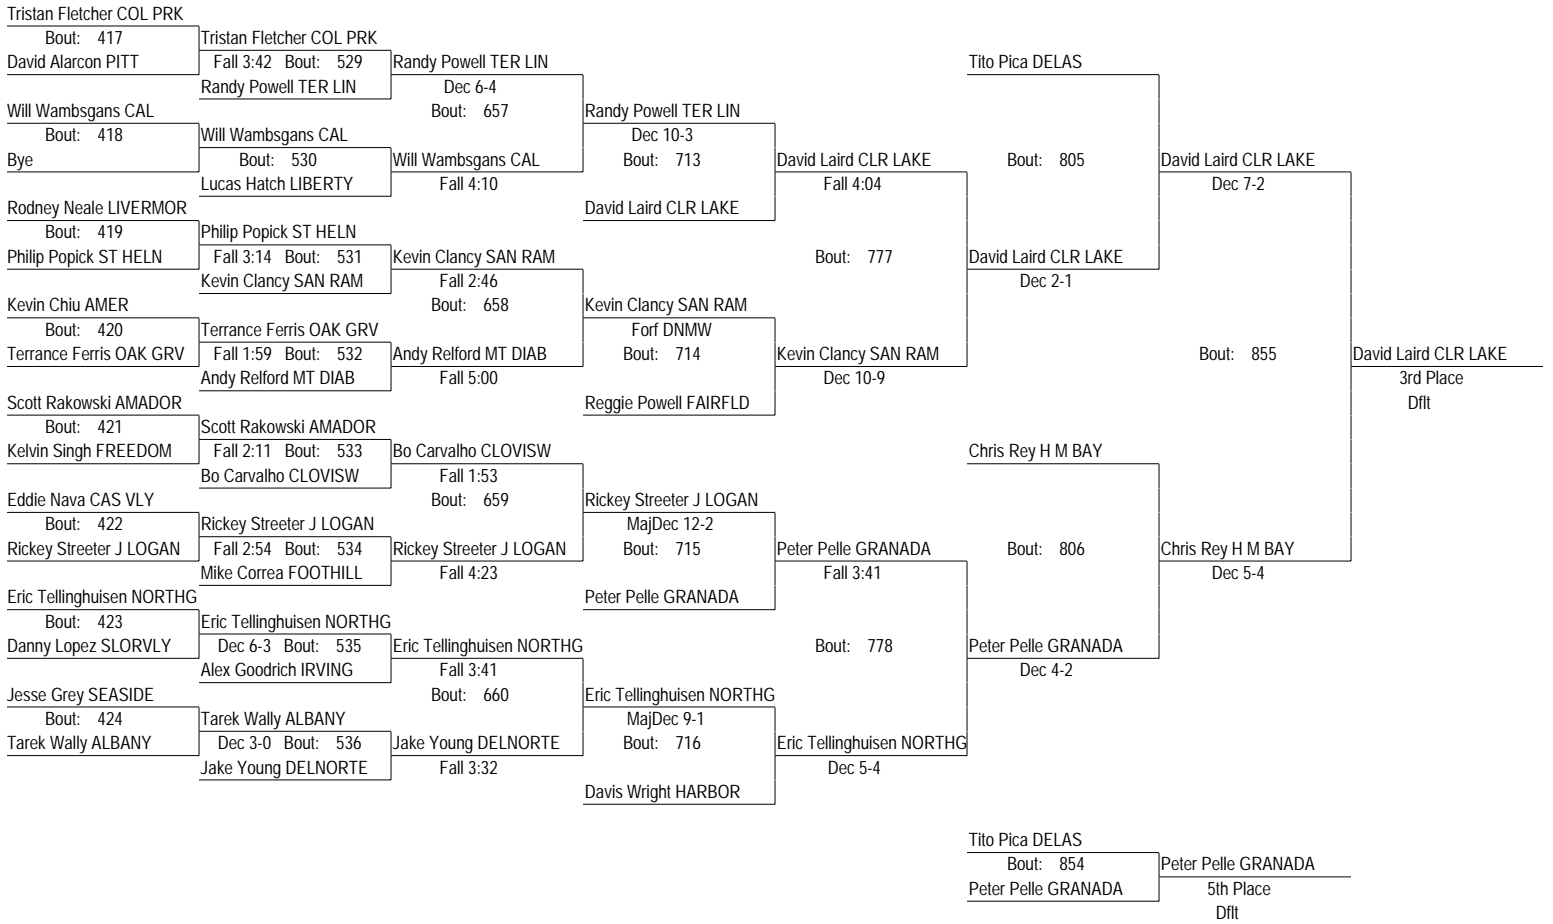 Tristan Fletcher COL PRK
Bout: 417
David Alarcon PITT
Will Wambsgans CAL
Bout: 418
Bye
Rodney Neale LIVERMOR
Bout: 419
Philip Popick ST HELN
Kevin Chiu AMER
Bout: 420
Terrance Ferris OAK GRV
Scott Rakowski AMADOR
Bout: 421
Kelvin Singh FREEDOM
Eddie Nava CAS VLY
Bout: 422
Rickey Streeter J LOGAN
Eric Tellinghuisen NORTHG
Bout: 423
Danny Lopez SLORVLY
Jesse Grey SEASIDE
Bout: 424
Tarek Wally ALBANY
Tristan Fletcher COL PRK
Fall 3:42 Bout: 529
Randy Powell TER LIN
Will Wambsgans CAL
Bout: 530
Lucas Hatch LIBERTY
Philip Popick ST HELN
Fall 3:14 Bout: 531
Kevin Clancy SAN RAM
Terrance Ferris OAK GRV
Fall 1:59 Bout: 532
Andy Relford MT DIAB
Scott Rakowski AMADOR
Fall 2:11 Bout: 533
Bo Carvalho CLOVISW
Rickey Streeter J LOGAN
Fall 2:54 Bout: 534
Mike Correa FOOTHILL
Eric Tellinghuisen NORTHG
Dec 6-3 Bout: 535
Alex Goodrich IRVING
Tarek Wally ALBANY
Dec 3-0 Bout: 536
Jake Young DELNORTE
Randy Powell TER LIN
Dec 6-4
Bout: 657
Will Wambsgans CAL
Fall 4:10
Kevin Clancy SAN RAM
Fall 2:46
Bout: 658
Andy Relford MT DIAB
Fall 5:00
Bo Carvalho CLOVISW
Fall 1:53
Bout: 659
Rickey Streeter J LOGAN
Fall 4:23
Eric Tellinghuisen NORTHG
Fall 3:41
Bout: 660
Jake Young DELNORTE
Fall 3:32
Randy Powell TER LIN
Dec 10-3
Bout: 713
David Laird CLR LAKE
Kevin Clancy SAN RAM
Forf DNMW
Bout: 714
Reggie Powell FAIRFLD
Rickey Streeter J LOGAN
MajDec 12-2
Bout: 715
Peter Pelle GRANADA
Eric Tellinghuisen NORTHG
MajDec 9-1
Bout: 716
Davis Wright HARBOR
David Laird CLR LAKE
Fall 4:04
Bout: 777
Kevin Clancy SAN RAM
Dec 10-9
Peter Pelle GRANADA
Fall 3:41
Bout: 778
Eric Tellinghuisen NORTHG
Dec 5-4
Tito Pica DELAS
Bout: 805
David Laird CLR LAKE
Dec 2-1
Chris Rey H M BAY
Bout: 806
Peter Pelle GRANADA
Dec 4-2
David Laird CLR LAKE
Dec 7-2
Bout: 855
Chris Rey H M BAY
Dec 5-4
David Laird CLR LAKE
3rd Place
Dflt
Tito Pica DELAS
Bout: 854
Peter Pelle GRANADA
Peter Pelle GRANADA
5th Place
Dflt